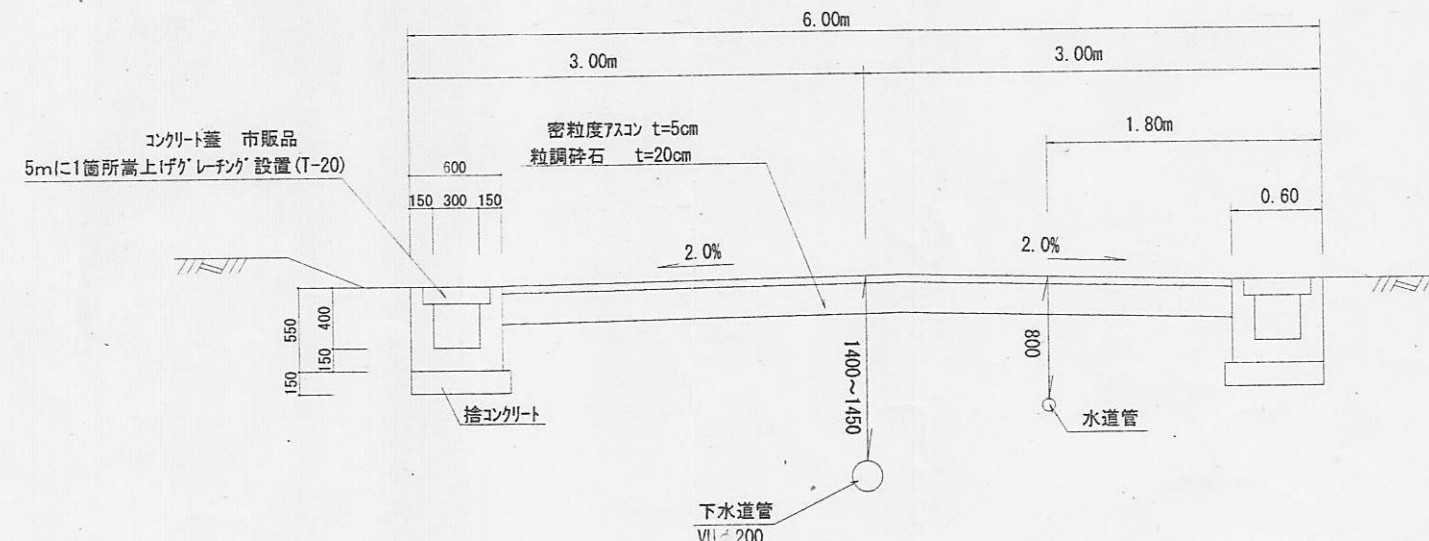 6.00m
3.00m
3.00m
コンクリート蓋 市販品
5mに1箇所嵩上げグレーチング設置(T-20)
密粒度アスコン t=5cm
粒調砕石 t=20cm
1.80m
600
150 300 150
0.60
2.0%
2.0%
550
400
150
150
1400~1450
800
捨コンクリート
水道管
下水道管
200